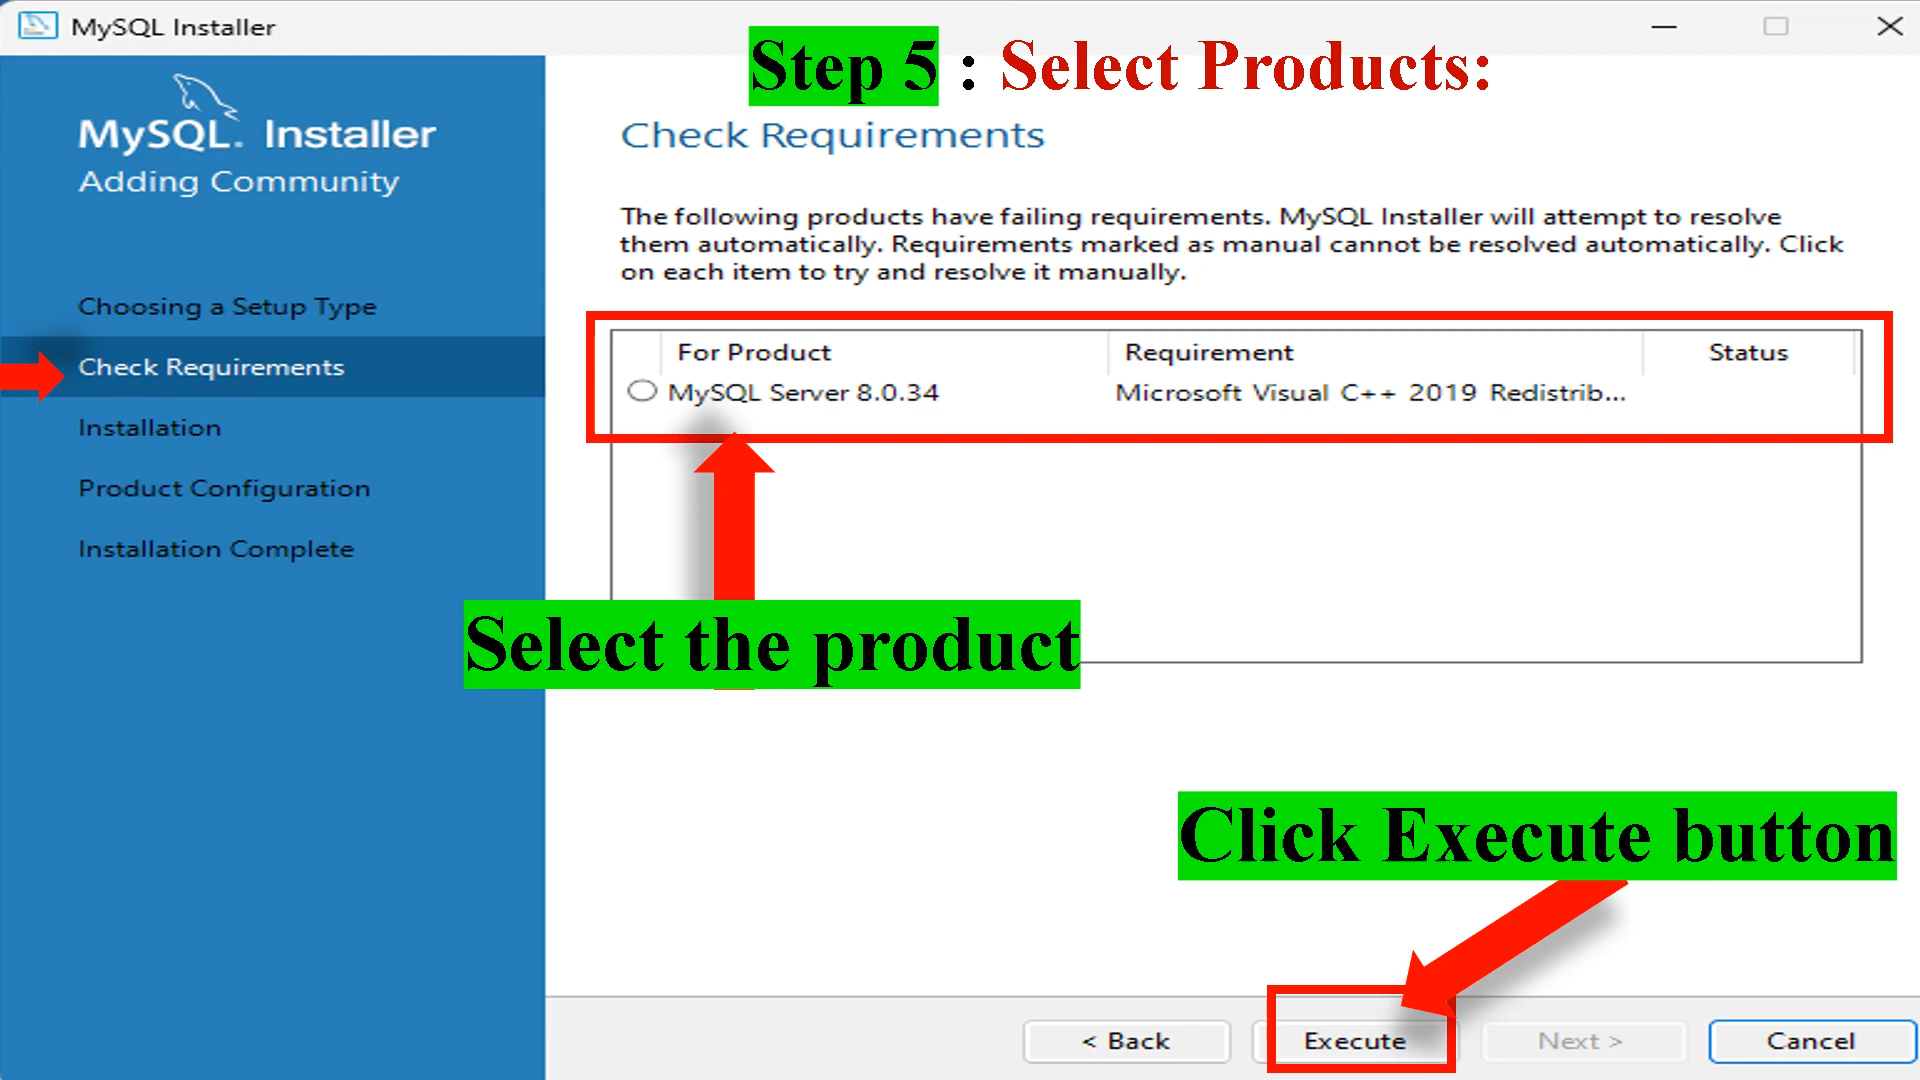 MySQL Installer
Step 5 : Select Products:
MySQL. Installer
Adding Community
Choosing a Setup Type
Check Requirements
Installation
Product Configuration
Installation Complete
Check Requirements
The following products have failing requirements. MySQL Installer will attempt to resolve
them automatically. Requirements marked as manual cannot be resolved automatically. Click
on each item to try and resolve it manually.
For Product Requirement Status
MySQL Server 8.0.34 Microsoft Visual C++ 2019 Redistrib...
Select the product
Click Execute button
< Back Execute Next > Cancel